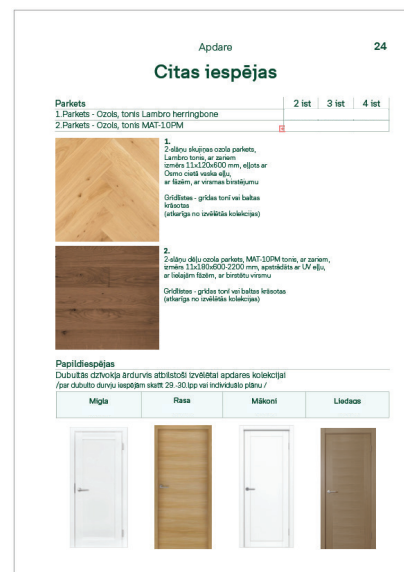 Apdare
24
Citas iespējas
Parkets 2 ist 3 ist 4 ist
1.Parkets - Ozols, tonis Lambro herringbone
2.Parkets - Ozols, tonis MAT-10PM
1.
2-slāņu skujiņas ozola parkets,
Lambro tonis, ar zariem
izmērs 11x120x600 mm, eļļots ar
Osmo cietā vaska eļļu,
ar fāzēm, ar virsmas birstējumu
Grīdlīstes - grīdas tonī vai baltas
krāsotas
(atkarīga no izvēlētās kolekcijas)
2.
2-slāņu dēļu ozola parkets, MAT-10PM tonis, ar zariem,
izmērs 11x180x600-2200 mm, apstrādāts ar UV eļļu,
ar lielajām fāzēm, ar birstētu virsmu
Grīdlīstes - grīdas tonī vai baltas krāsotas
(atkarīga no izvēlētās kolekcijas)
Papildiespējas
Dubultās dzīvokļa ārdurvis atbilstoši izvēlētai apdares kolekcijai
/par dubulto durvju iespējām skatīt 29.-30.lpp vai individuālo plānu /
Migla Rasa Mākoņi Liedags